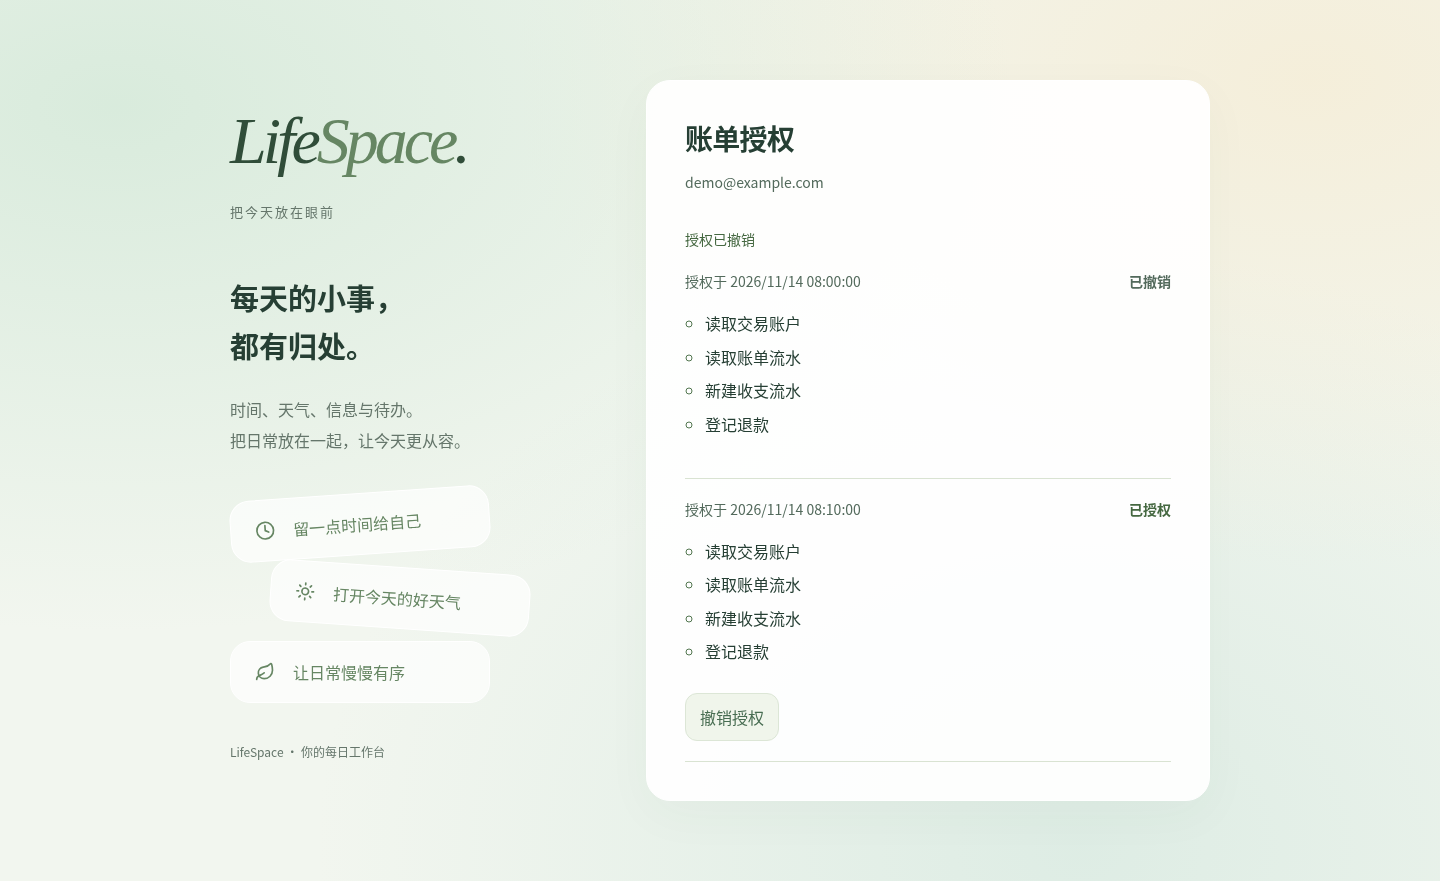 LifeSpace.
把今天放在眼前
每天的小事，
都有归处。
时间、天气、信息与待办。
把日常放在一起，让今天更从容。
留一点时间给自己
打开今天的好天气
让日常慢慢有序
LifeSpace · 你的每日工作台
账单授权
demo@example.com
授权已撤销
授权于 2026/11/14 08:00:00
已撤销
读取交易账户
读取账单流水
新建收支流水
登记退款
授权于 2026/11/14 08:10:00
已授权
读取交易账户
读取账单流水
新建收支流水
登记退款
撤销授权